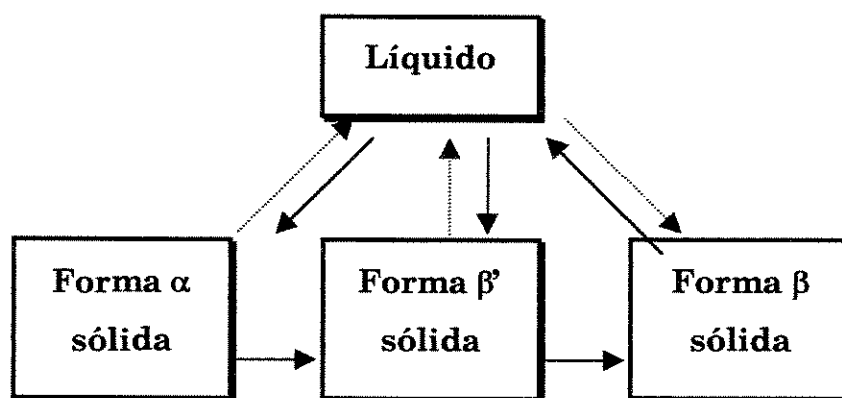 Líquido
Forma α
sólida
Forma β’
sólida
Forma β
sólida